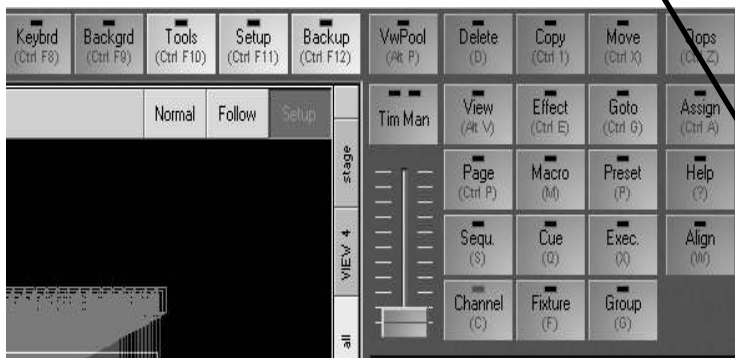 Keybrd Backgrd Tools Setup Backup VwPool Delete Copy Move Oops
(Ctrl F8) (Ctrl F9) (Ctrl F10) (Ctrl F11) (Ctrl F12) (Alt P) (D) (Ctrl 1) (Ctrl X) (Ctrl Z)
Normal Follow Setup Tim Man View Effect Goto Assign
(Alt V) (Ctrl E) (Ctrl G) (Ctrl A)
stage
Page Macro Preset Help
(Ctrl P) (M) (P) (?)
VIEW 4
Sequ. Cue Exec. Align
(S) (Q) (X) (W)
all
Channel Fixture Group
(C) (F) (G)